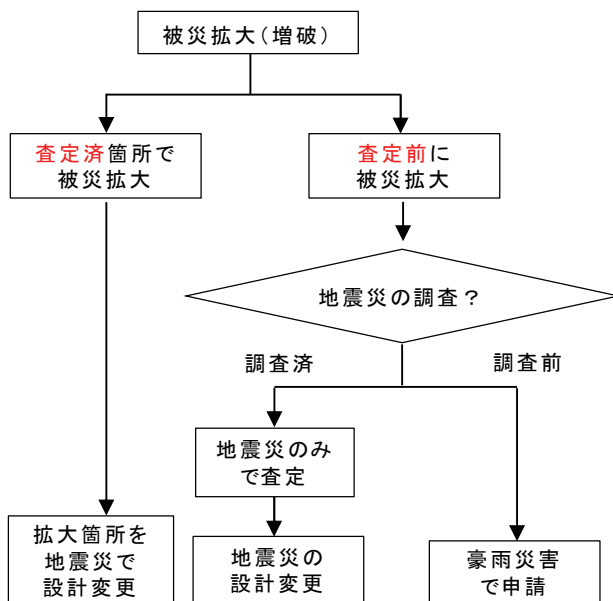 被災拡大（増破）
査定済箇所で
被災拡大
査定前に
被災拡大
地震災の調査？
調査済
調査前
地震災のみ
で査定
拡大箇所を
地震災で
設計変更
地震災の
設計変更
豪雨災害
で申請